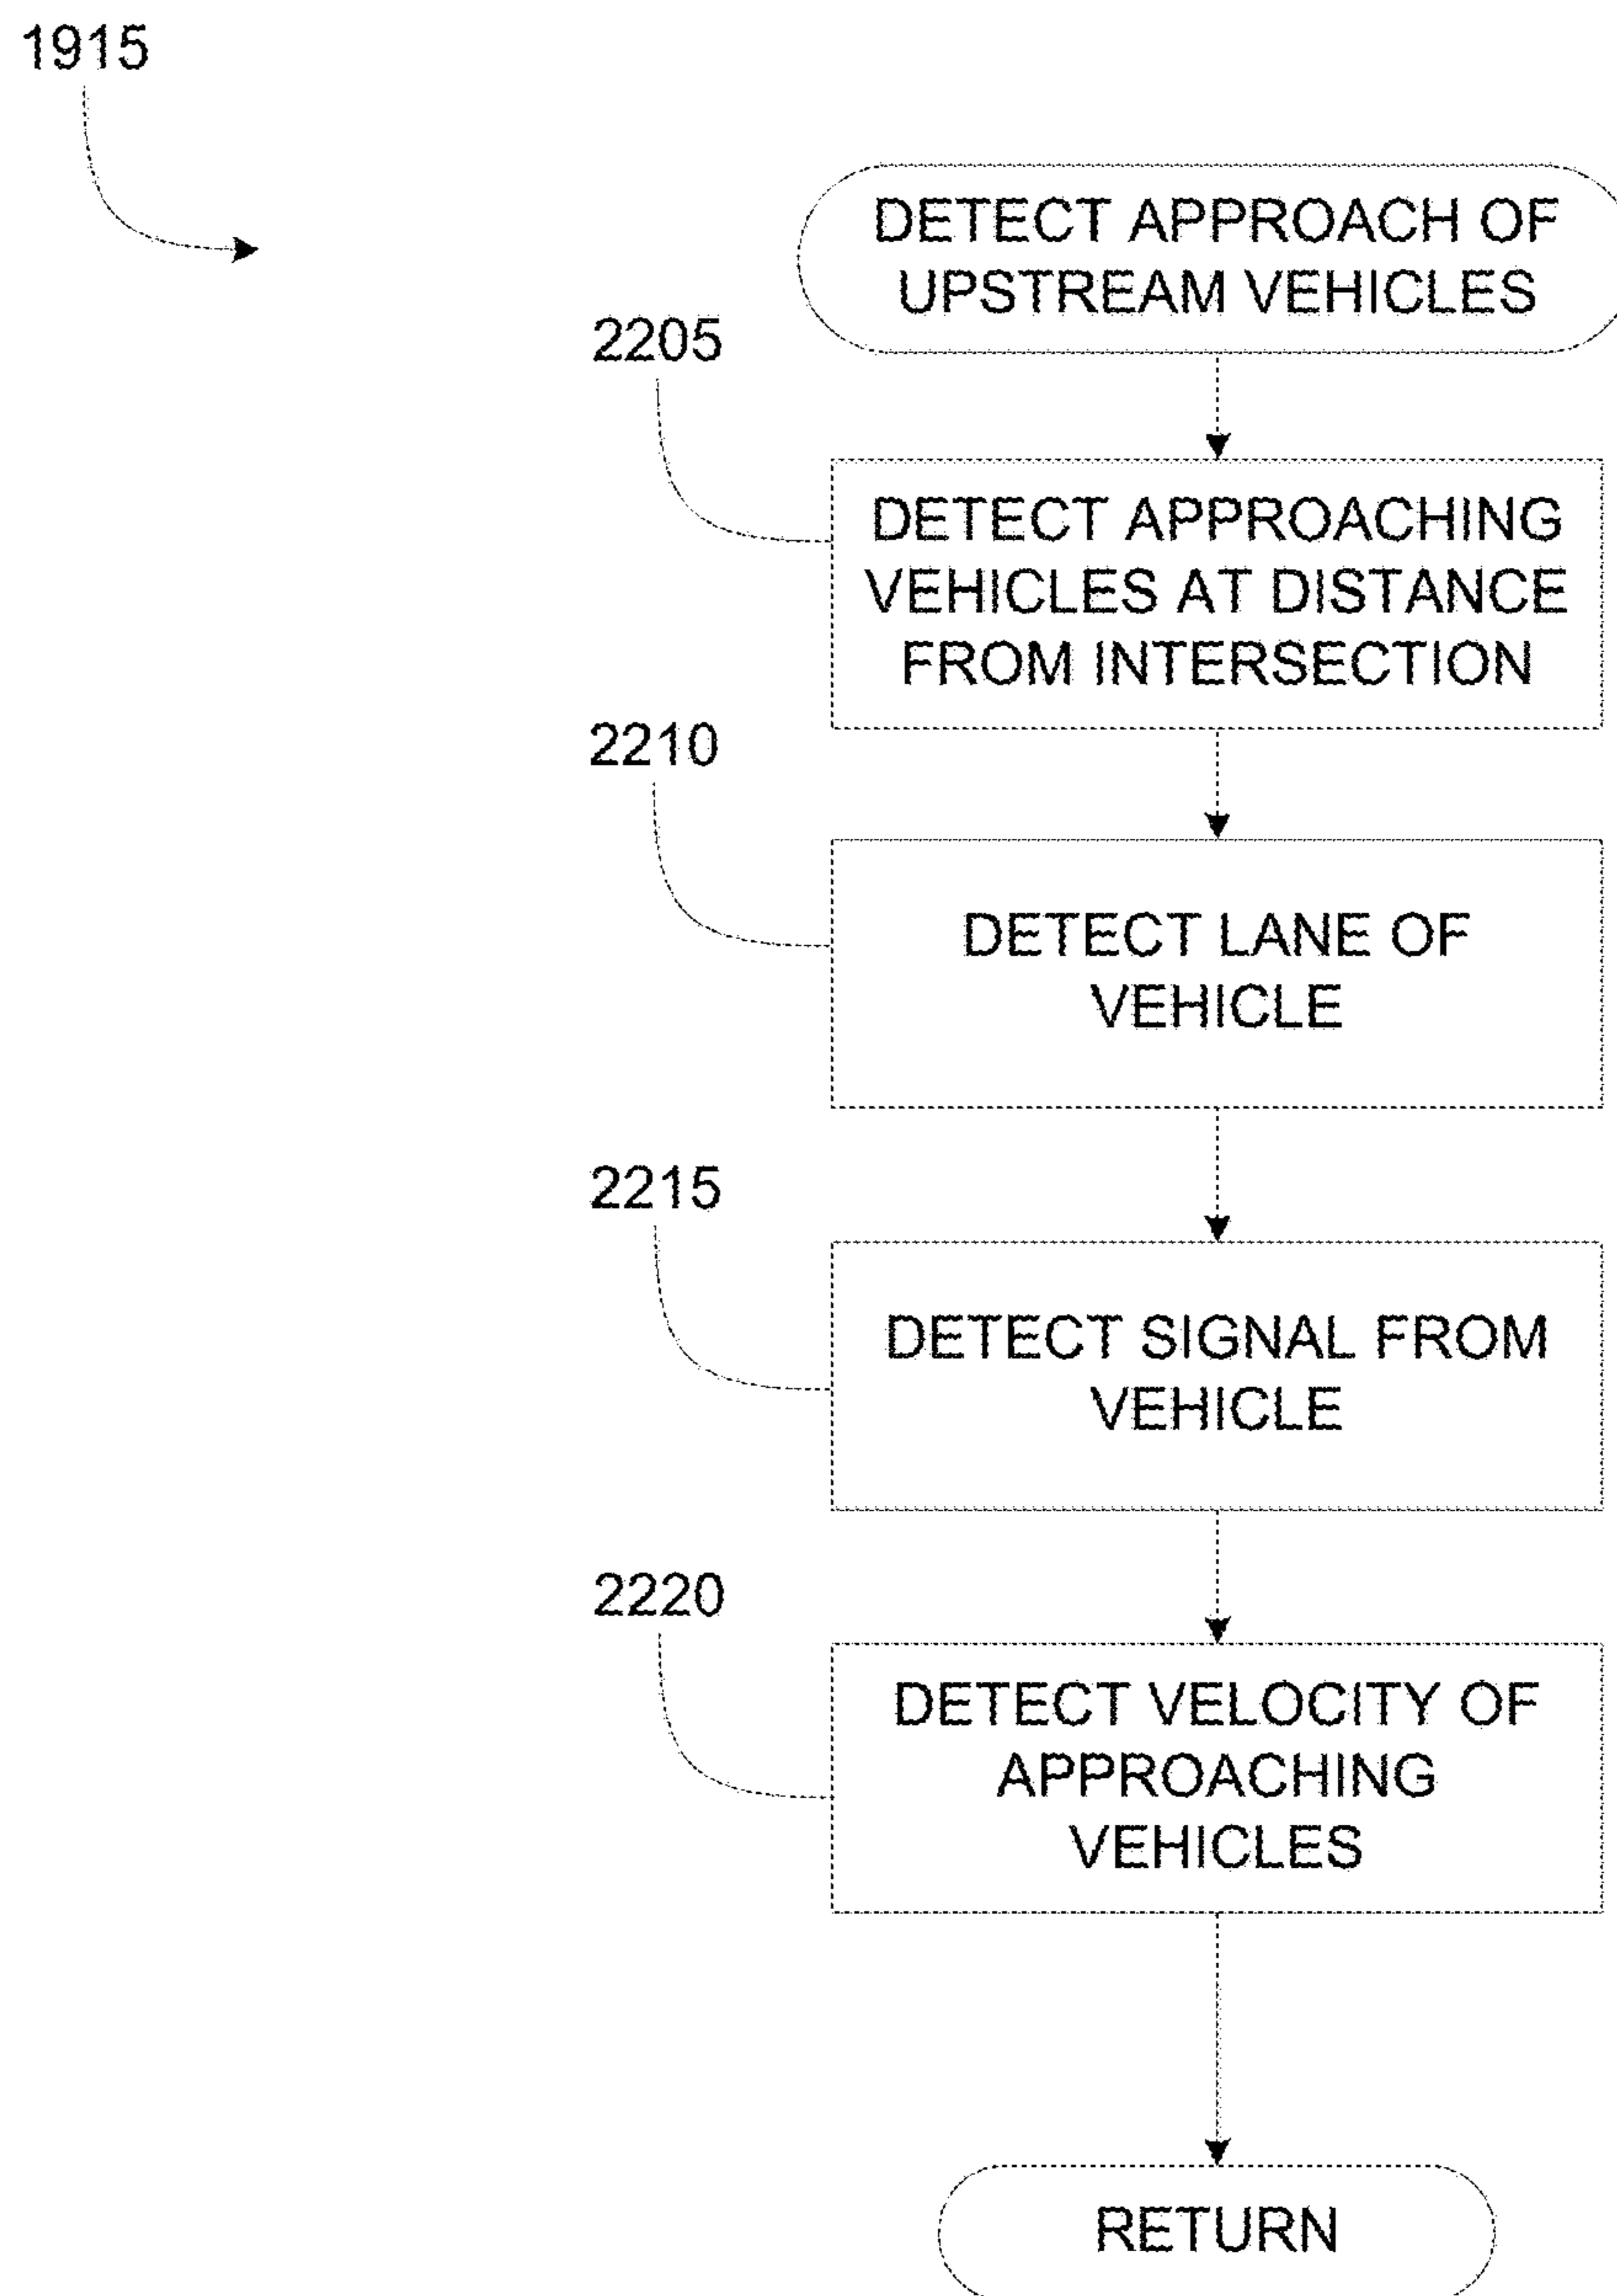 1915
DETECT APPROACH OF
UPSTREAM VEHICLES
2205
DETECT APPROACHING
VEHICLES AT DISTANCE
FROM INTERSECTION
2210
DETECT LANE OF
VEHICLE
2215
DETECT SIGNAL FROM
VEHICLE
2220
DETECT VELOCITY OF
APPROACHING
VEHICLES
RETURN